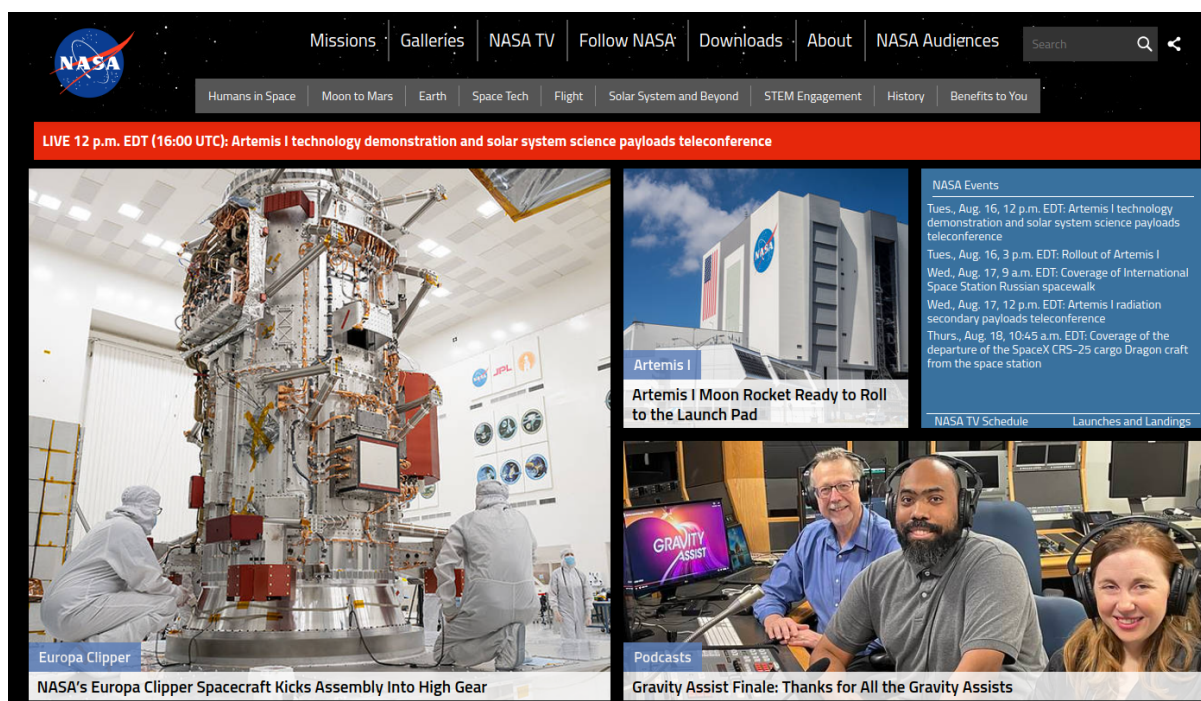 NASA
Missions
Galleries
NASA TV
Follow NASA
Downloads
About
NASA Audiences
Search
Humans in Space
Moon to Mars
Earth
Space Tech
Flight
Solar System and Beyond
STEM Engagement
History
Benefits to You
LIVE 12 p.m. EDT (16:00 UTC): Artemis I technology demonstration and solar system science payloads teleconference
NASA
JPL
Europa Clipper
NASA's Europa Clipper Spacecraft Kicks Assembly Into High Gear
NASA
Artemis I
Artemis I Moon Rocket Ready to Roll
to the Launch Pad
NASA Events
Tues., Aug. 16, 12 p.m. EDT: Artemis I technology
demonstration and solar system science payloads
teleconference
Tues., Aug. 16, 3 p.m. EDT: Rollout of Artemis I
Wed., Aug. 17, 9 a.m. EDT: Coverage of International
Space Station Russian spacewalk
Wed., Aug. 17, 12 p.m. EDT: Artemis I radiation
secondary payloads teleconference
Thurs., Aug. 18, 10:45 a.m. EDT: Coverage of the
departure of the SpaceX CRS-25 cargo Dragon craft
from the space station
NASA TV Schedule
Launches and Landings
GRAVITY
ASSIST
Podcasts
Gravity Assist Finale: Thanks for All the Gravity Assists